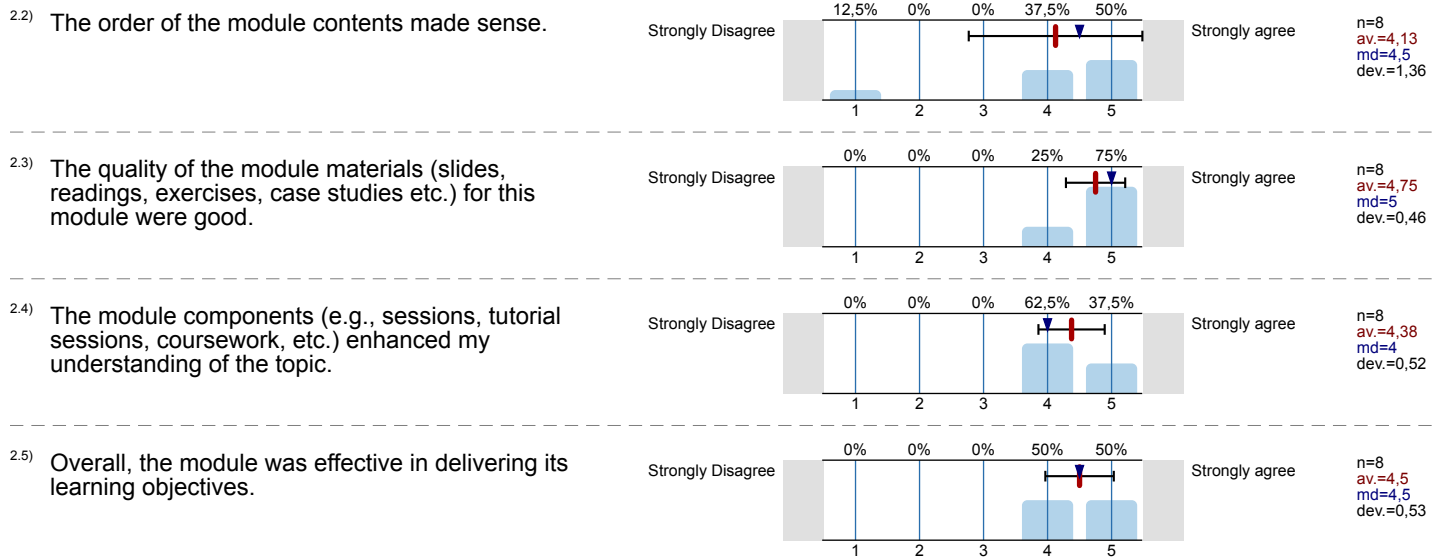 2.2) The order of the module contents made sense.
12,5% 0% 0% 37,5% 50%
Strongly Disagree Strongly agree
1 2 3 4 5
n=8
av.=4,13
md=4,5
dev.=1,36
2.3) The quality of the module materials (slides,
readings, exercises, case studies etc.) for this
module were good.
0% 0% 0% 25% 75%
Strongly Disagree Strongly agree
1 2 3 4 5
n=8
av.=4,75
md=5
dev.=0,46
2.4) The module components (e.g., sessions, tutorial
sessions, coursework, etc.) enhanced my
understanding of the topic.
0% 0% 0% 62,5% 37,5%
Strongly Disagree Strongly agree
1 2 3 4 5
n=8
av.=4,38
md=4
dev.=0,52
2.5) Overall, the module was effective in delivering its
learning objectives.
0% 0% 0% 50% 50%
Strongly Disagree Strongly agree
1 2 3 4 5
n=8
av.=4,5
md=4,5
dev.=0,53